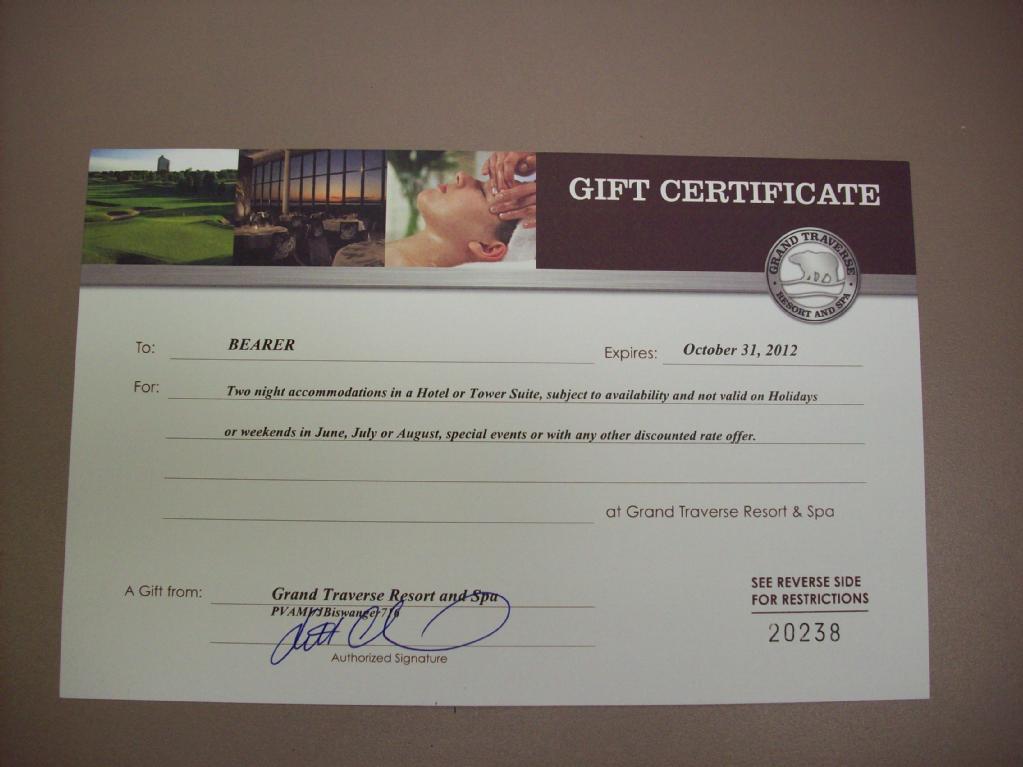 GIFT CERTIFICATE
GRAND TRAVERSE
RESORT AND SPA
To: BEARER
Expires: October 31, 2012
For: Two night accommodations in a Hotel or Tower Suite, subject to availability and not valid on Holidays
or weekends in June, July or August, special events or with any other discounted rate offer.
at Grand Traverse Resort & Spa
A Gift from: Grand Traverse Resort and Spa
Authorized Signature
SEE REVERSE SIDE
FOR RESTRICTIONS
20238